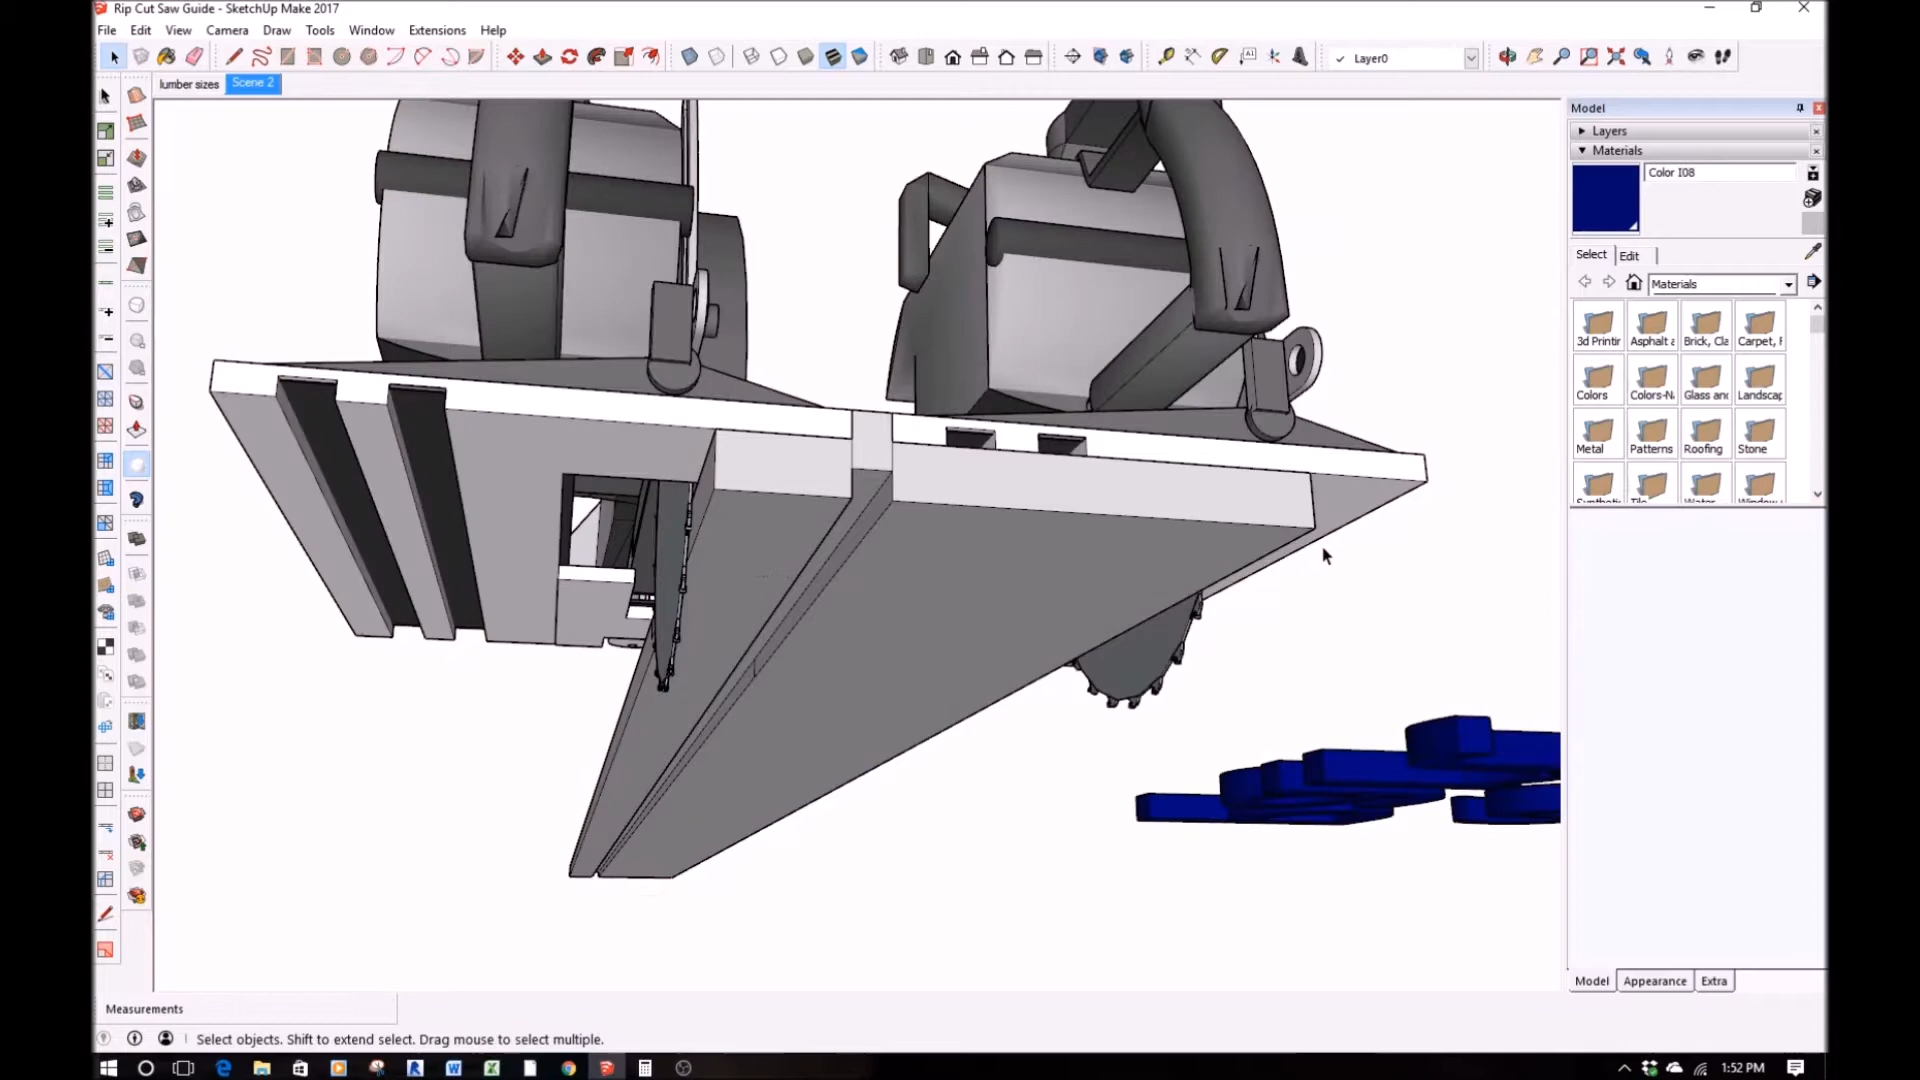 Rip Cut Saw Guide - SketchUp Make 2017
File Edit View Camera Draw Tools Window Extensions Help
Layer0
lumber sizes Scene 2
Model
Layers
Materials
Color I08
Select Edit
Materials
3d Printir Asphalt a Brick, Cla Carpet, F
Colors Colors-N Glass and Landscap
Metal Patterns Roofing Stone
Model Appearance Extra
Measurements
Select objects. Shift to extend select. Drag mouse to select multiple.
1:52 PM